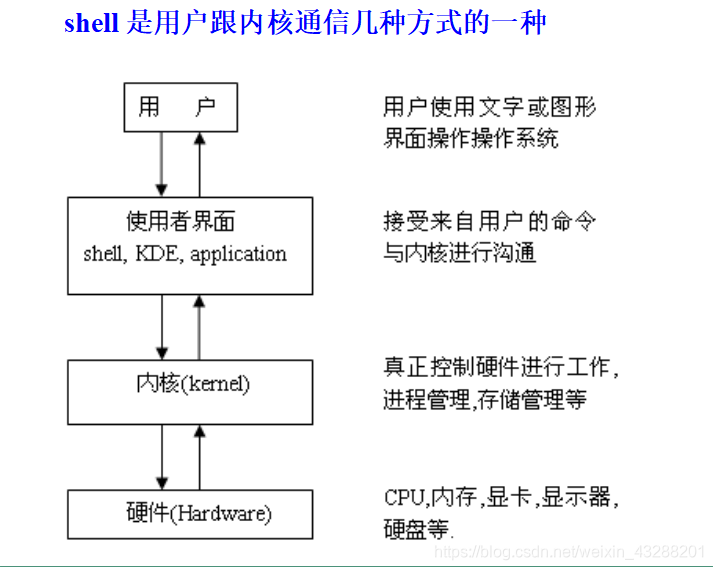 shell 是用户跟内核通信几种方式的一种
用 户
用户使用文字或图形
界面操作操作系统
使用者界面
shell, KDE, application
接受来自用户的命令
与内核进行沟通
内核(kernel)
真正控制硬件进行工作,
进程管理,存储管理等
硬件(Hardware)
CPU,内存,显卡,显示器,
硬盘等.
https://blog.csdn.net/weixin_43288201